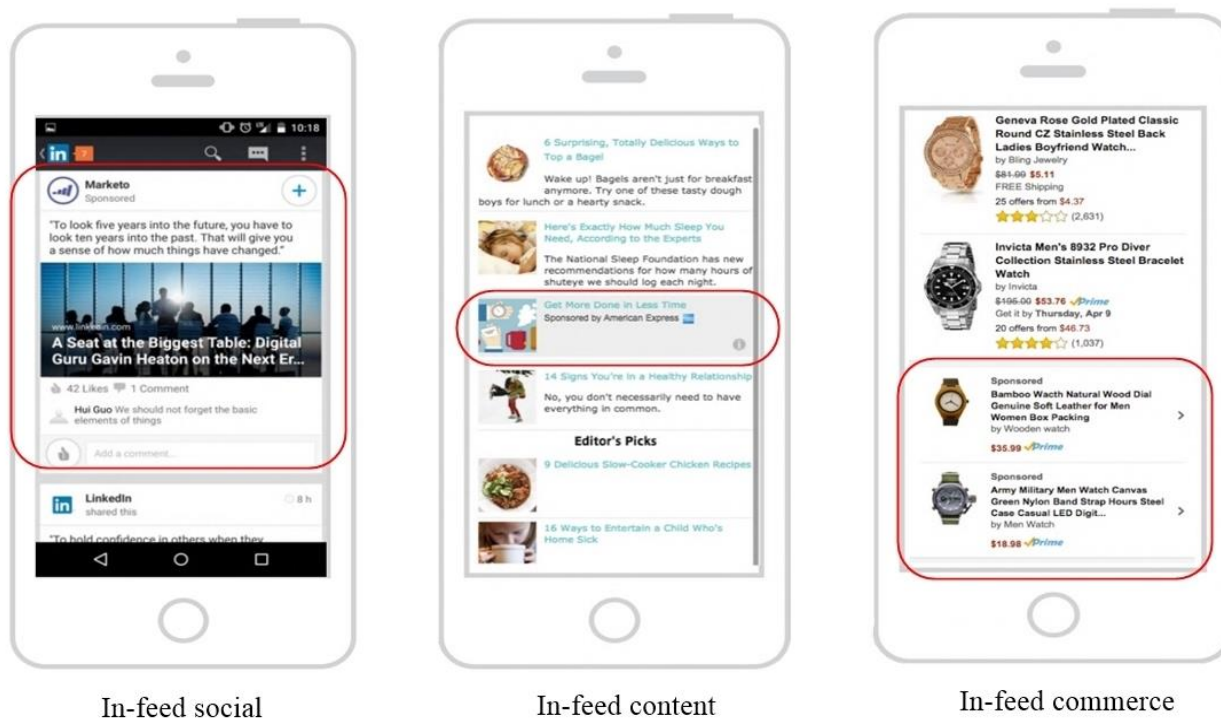 10:18
in 7
Marketo
Sponsored
"To look five years into the future, you have to
look ten years into the past. That will give you
a sense of how much things have changed."
www.linkedin.com
A Seat at the Biggest Table: Digital
Guru Gavin Heaton on the Next Er...
42 Likes 1 Comment
Hui Guo We should not forget the basic
elements of things
Add a comment...
in LinkedIn 8 h
shared this
"To hold confidence in others when they
In-feed social
6 Surprising, Totally Delicious Ways to
Top a Bagel
Wake up! Bagels aren't just for breakfast
anymore. Try one of these tasty dough
boys for lunch or a hearty snack.
Here's Exactly How Much Sleep You
Need, According to the Experts
The National Sleep Foundation has new
recommendations for how many hours of
shuteye we should log each night.
Get More Done in Less Time
Sponsored by American Express
14 Signs You're in a Healthy Relationship
No, you don't necessarily need to have
everything in common.
Editor's Picks
9 Delicious Slow-Cooker Chicken Recipes
16 Ways to Entertain a Child Who's
Home Sick
In-feed content
Geneva Rose Gold Plated Classic
Round CZ Stainless Steel Back
Ladies Boyfriend Watch...
by Bling Jewelry
$81.99 $5.11
FREE Shipping
25 offers from $4.37
(2,631)
Invicta Men's 8932 Pro Diver
Collection Stainless Steel Bracelet
Watch
by Invicta
$195.00 $53.76 Prime
Get it by Thursday, Apr 9
20 offers from $46.73
(1,037)
Sponsored
Bamboo Wacth Natural Wood Dial
Genuine Soft Leather for Men
Women Box Packing
by Wooden watch
$35.99 Prime
Sponsored
Army Military Men Watch Canvas
Green Nylon Band Strap Hours Steel
Case Casual LED Digit...
by Men Watch
$18.98 Prime
In-feed commerce